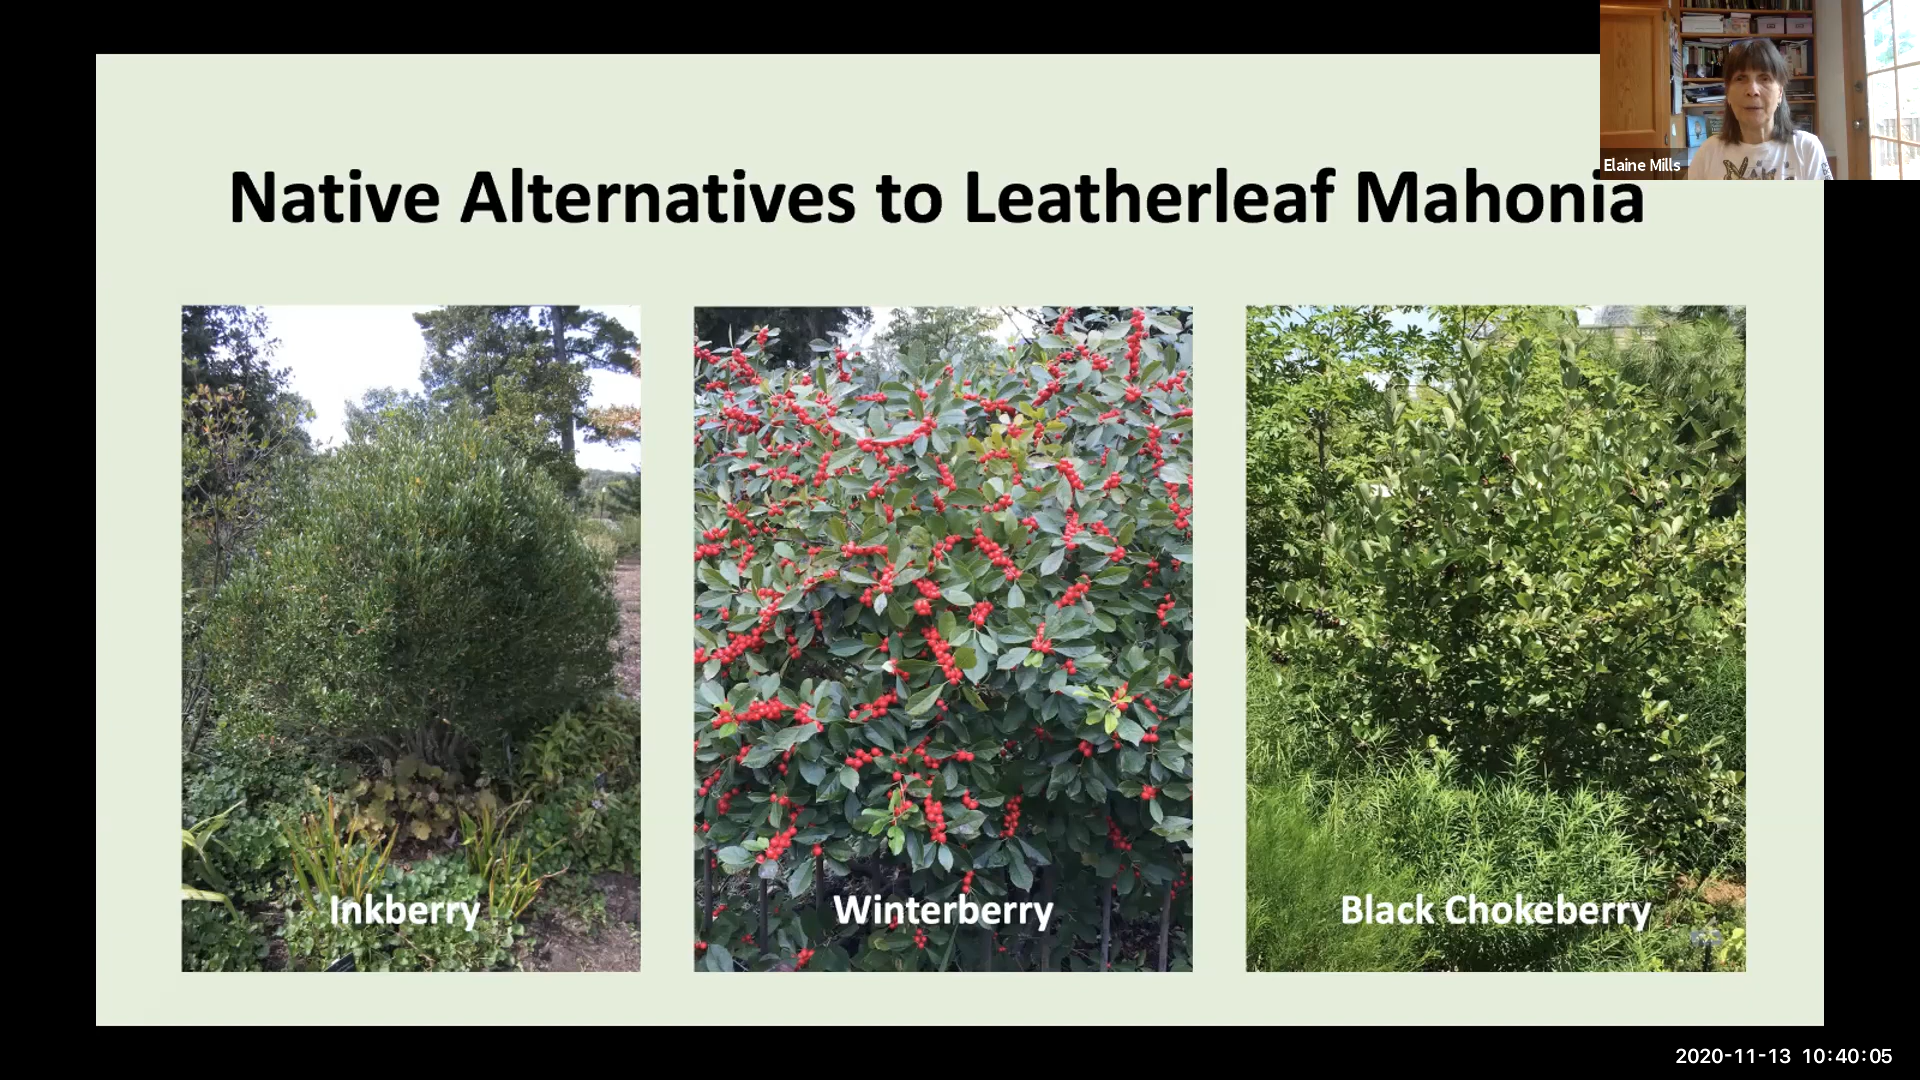 Elaine Mills
Native Alternatives to Leatherleaf Mahonia
Inkberry
Winterberry
Black Chokeberry
2020-11-13 10:40:05